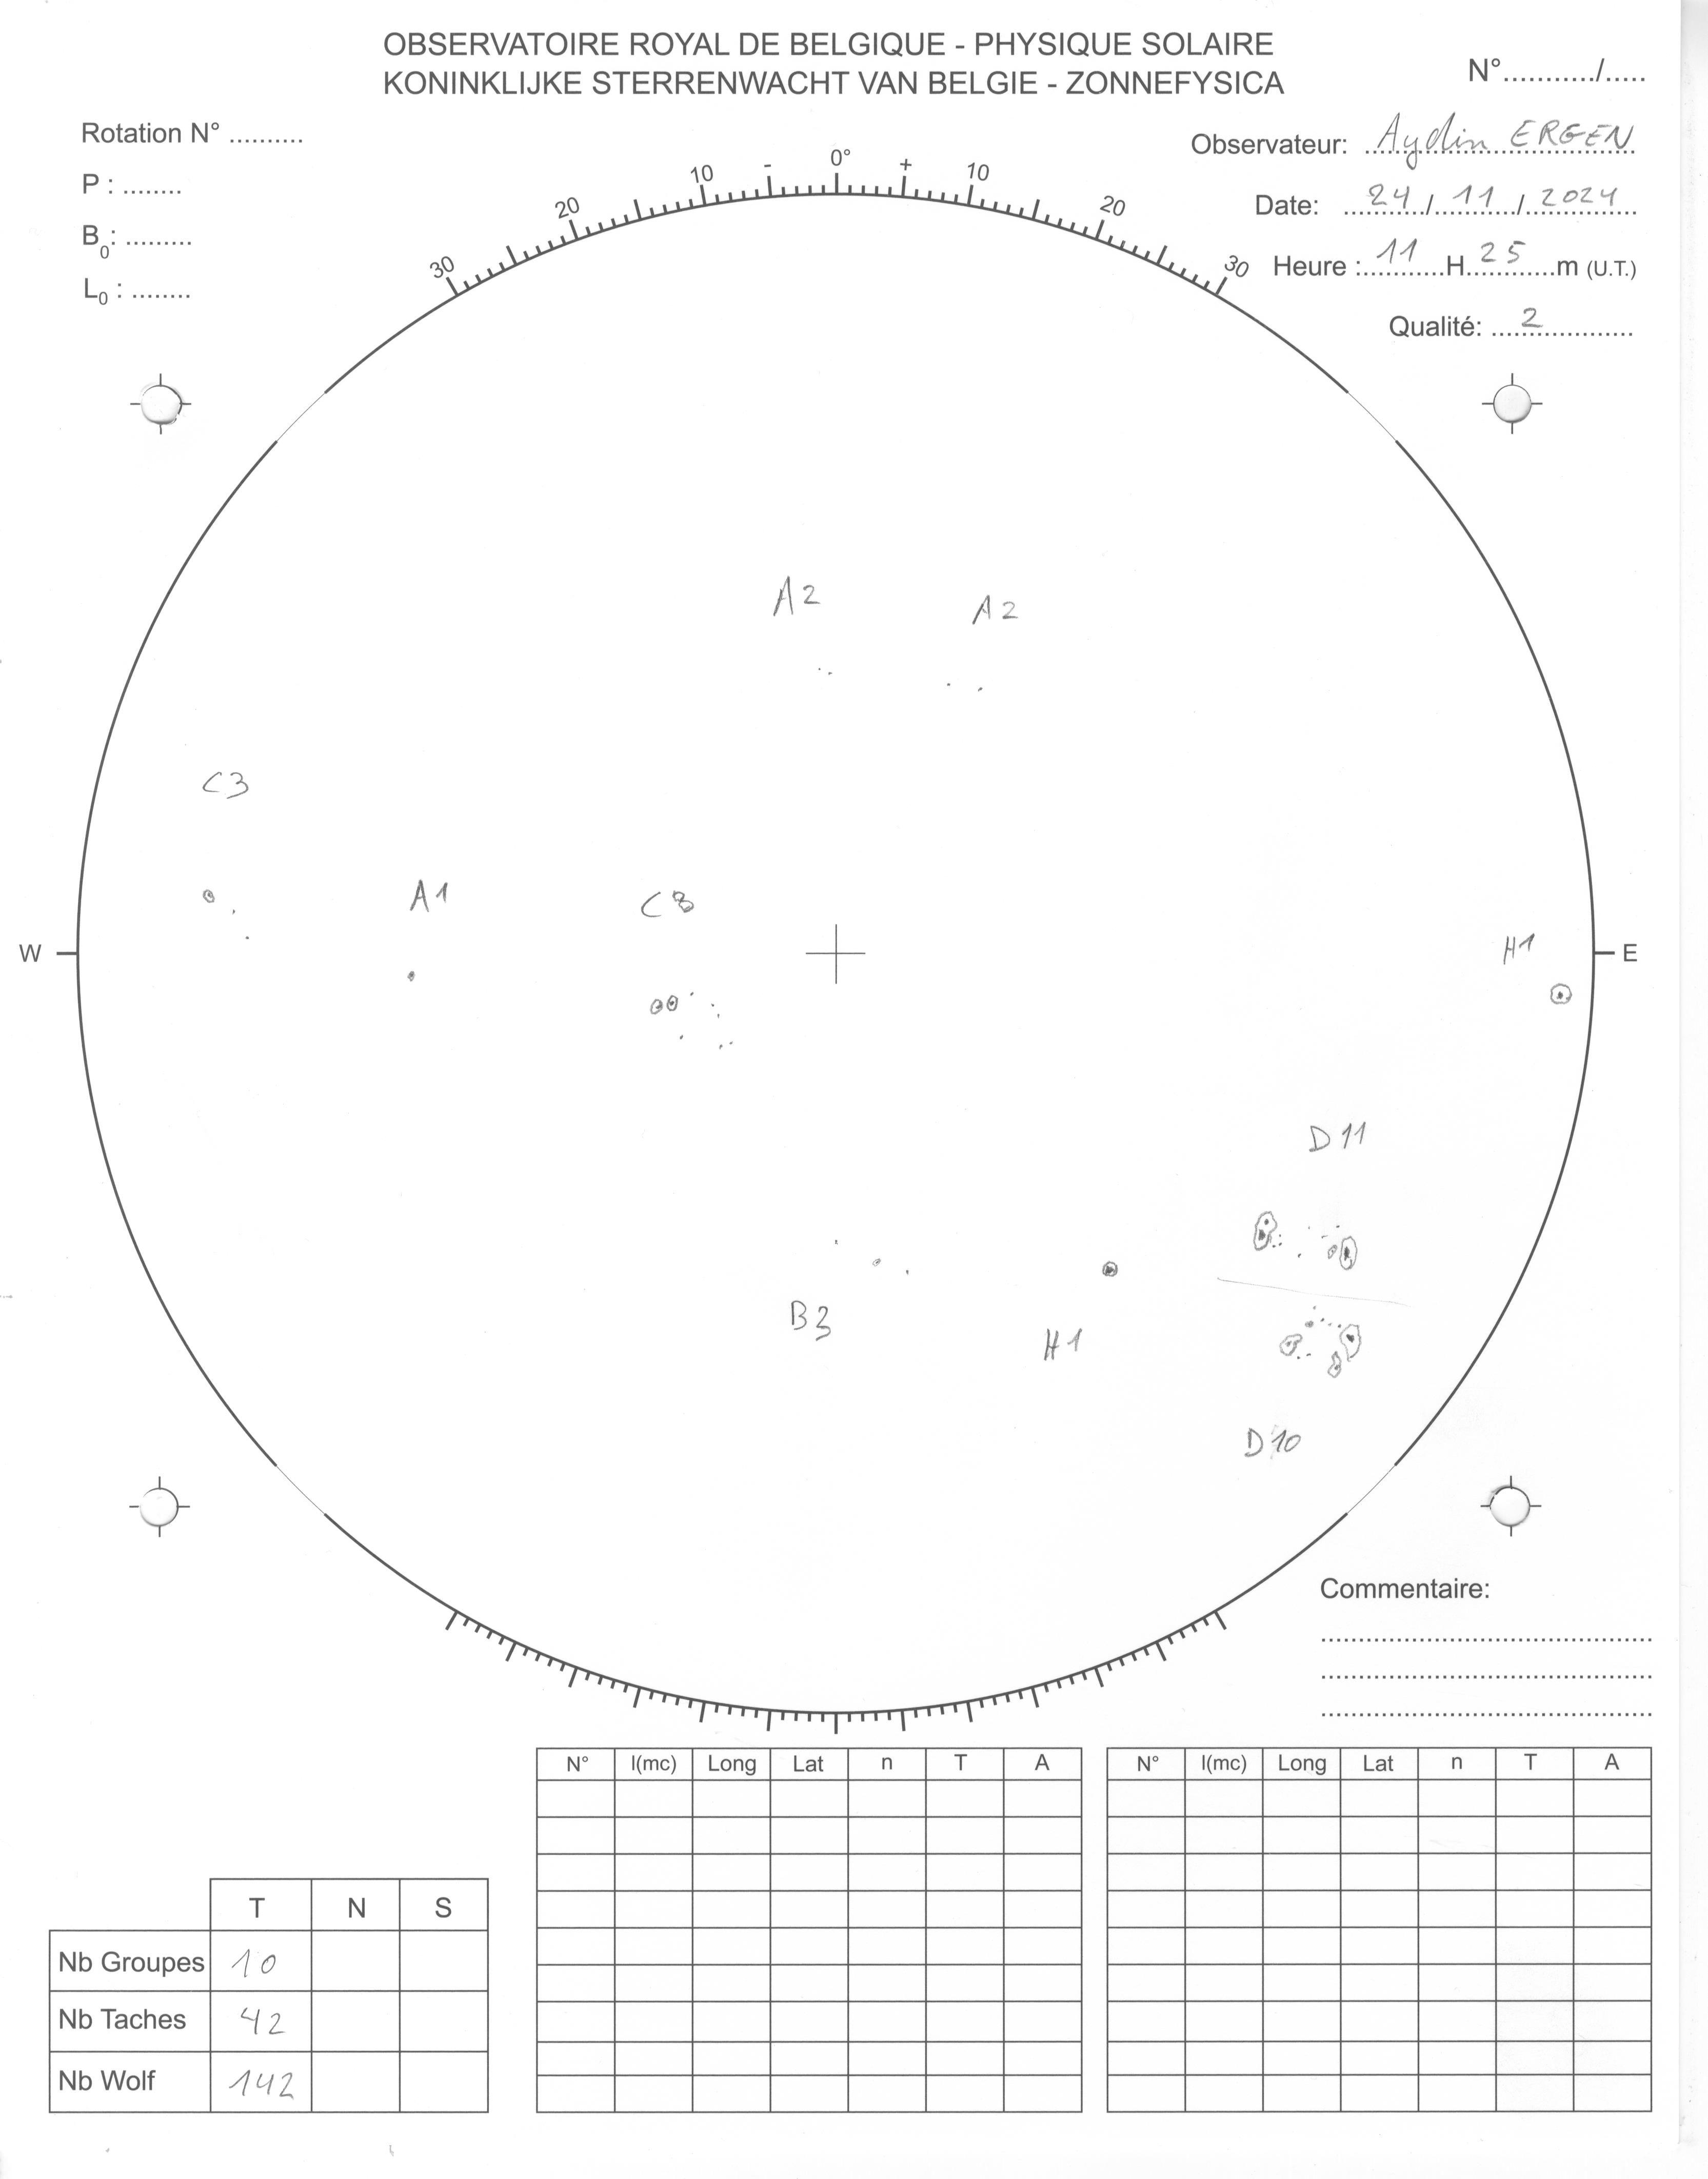 OBSERVATOIRE ROYAL DE BELGIQUE - PHYSIQUE SOLAIRE
KONINKLIJKE STERRENWACHT VAN BELGIE - ZONNEFYSICA
N°.........../.....
Rotation N° ..........
Observateur: Aydin ERGEN
P : ........
Date: 24 / 11 / 2024
B0: .........
Heure : 11 H 25 m (U.T.)
L0 : ........
Qualité: 2
30 20 10 - 0° + 10 20 30
A2 A2
C3
A1 C8
W H1 E
D11
B3 H1
D10
Commentaire:
N° I(mc) Long Lat n T A N° I(mc) Long Lat n T A
T N S
Nb Groupes 10
Nb Taches 42
Nb Wolf 142